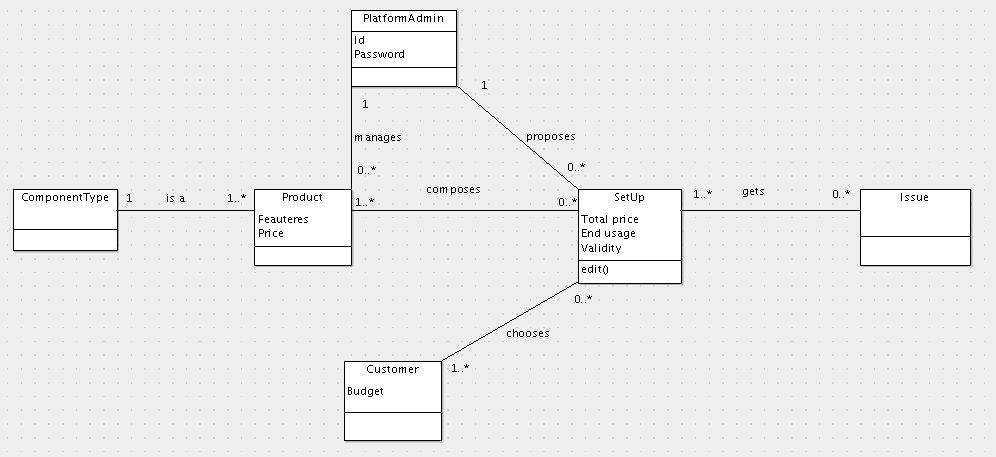 PlatformAdmin
Id
Password
1
1
manages
proposes
0..*
0..*
ComponentType
1
is a
1..*
Product
Feauteres
Price
1..*
composes
0..*
SetUp
Total price
End usage
Validity
edit()
1..*
gets
0..*
Issue
0..*
chooses
1..*
Customer
Budget